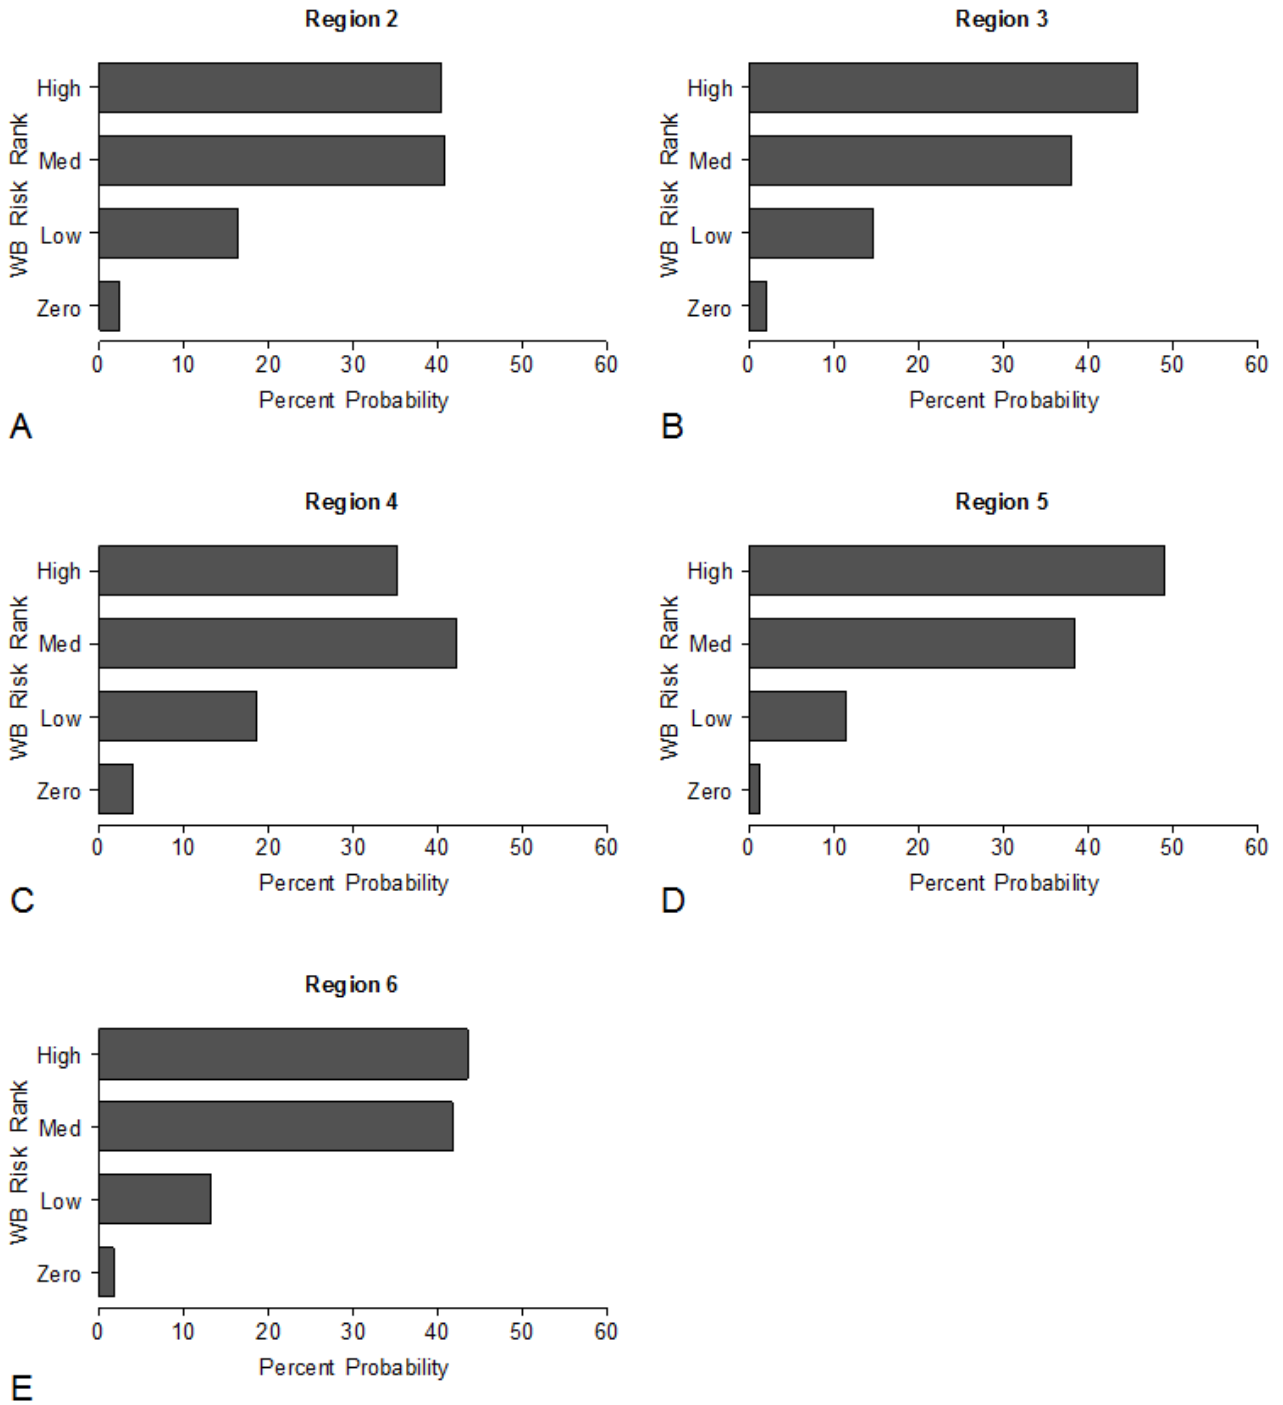 Region 2
WB Risk Rank
High
Med
Low
Zero
0 10 20 30 40 50 60
Percent Probability
A
Region 3
WB Risk Rank
High
Med
Low
Zero
0 10 20 30 40 50 60
Percent Probability
B
Region 4
WB Risk Rank
High
Med
Low
Zero
0 10 20 30 40 50 60
Percent Probability
C
Region 5
WB Risk Rank
High
Med
Low
Zero
0 10 20 30 40 50 60
Percent Probability
D
Region 6
WB Risk Rank
High
Med
Low
Zero
0 10 20 30 40 50 60
Percent Probability
E